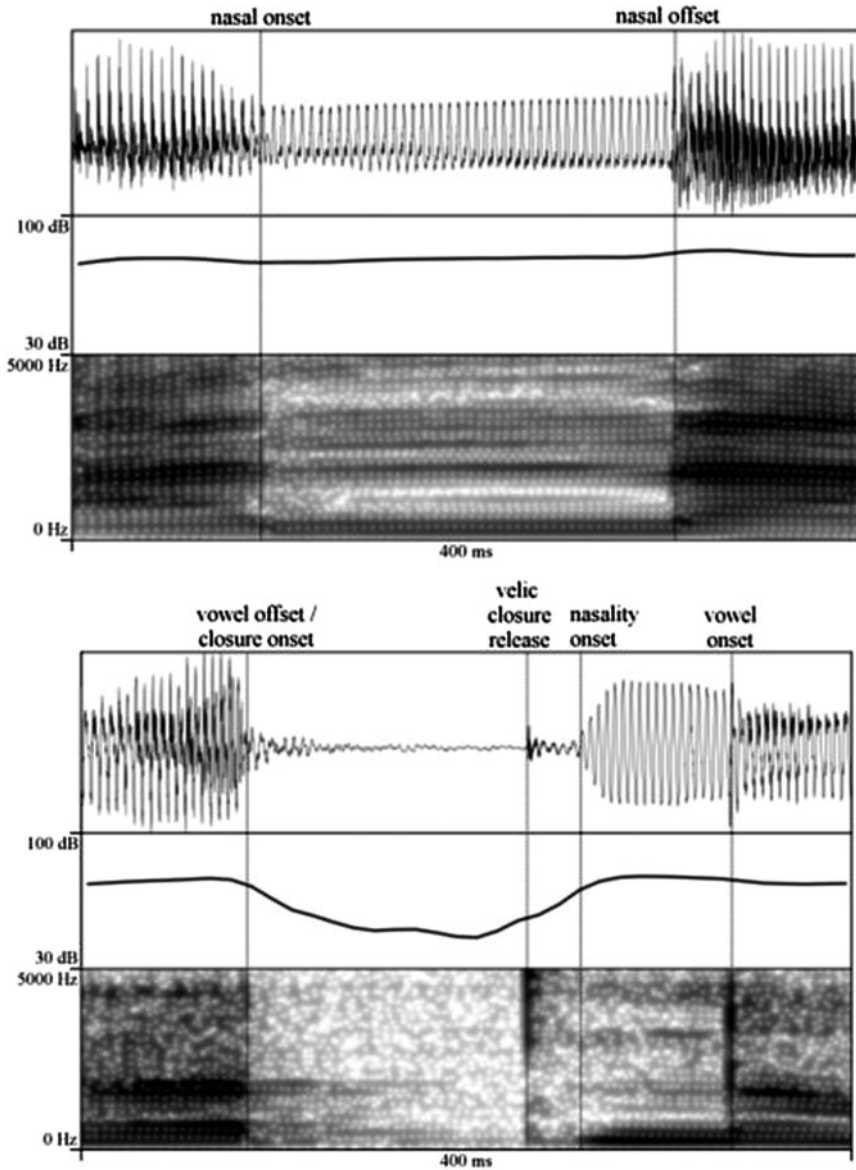 nasal onset nasal offset
100 dB
30 dB
5000 Hz
0 Hz
400 ms
velic
vowel offset / closure nasality vowel
closure onset release onset onset
100 dB
30 dB
5000 Hz
0 Hz
400 ms